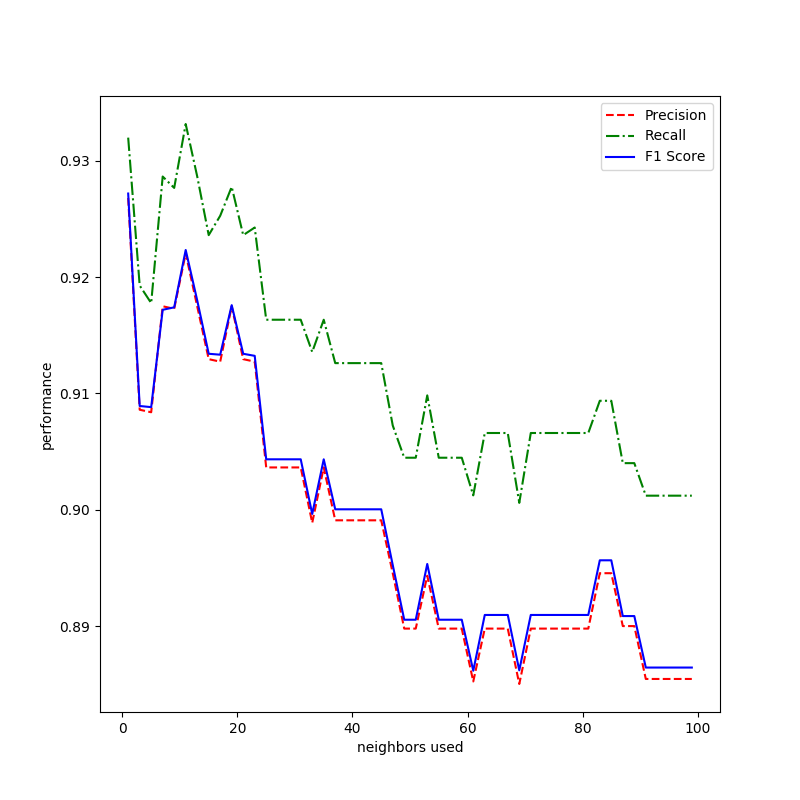 Precision
Recall
F1 Score
0.93
0.92
0.91
0.90
0.89
performance
0 20 40 60 80 100
neighbors used